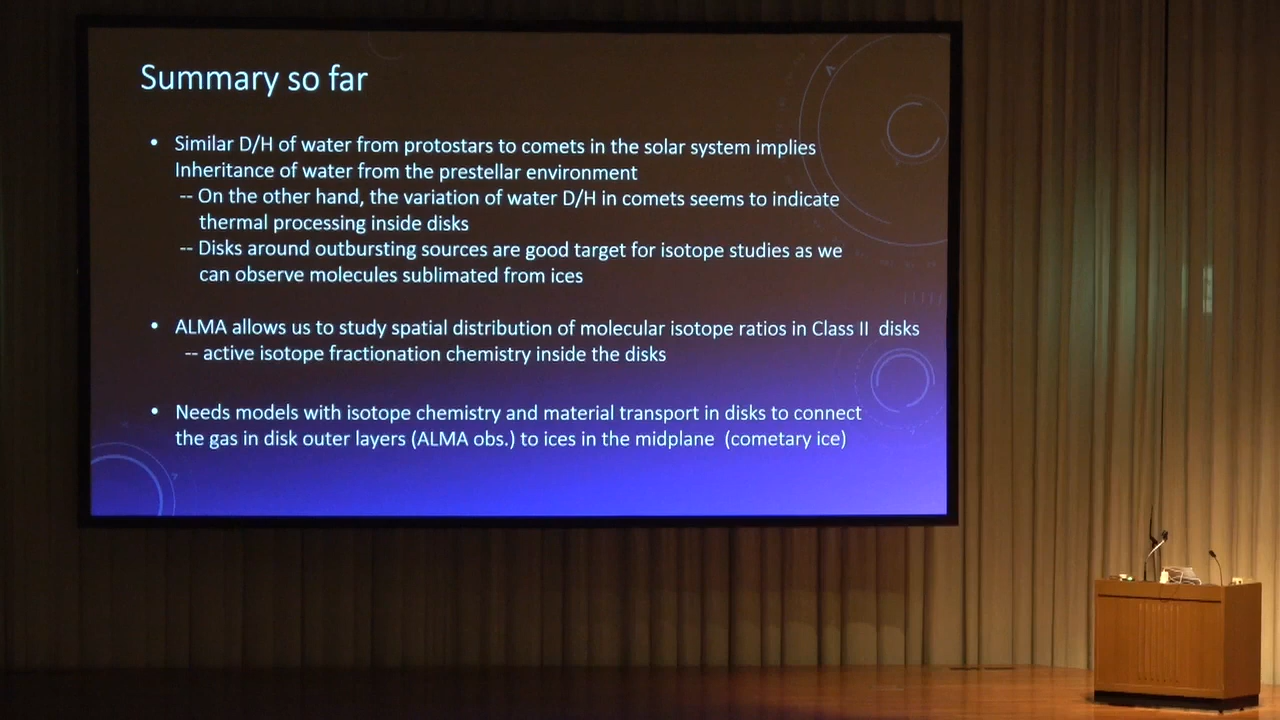 Summary so far
• Similar D/H of water from protostars to comets in the solar system implies
Inheritance of water from the prestellar environment
-- On the other hand, the variation of water D/H in comets seems to indicate
thermal processing inside disks
-- Disks around outbursting sources are good target for isotope studies as we
can observe molecules sublimated from ices
• ALMA allows us to study spatial distribution of molecular isotope ratios in Class II disks
-- active isotope fractionation chemistry inside the disks
• Needs models with isotope chemistry and material transport in disks to connect
the gas in disk outer layers (ALMA obs.) to ices in the midplane (cometary ice)